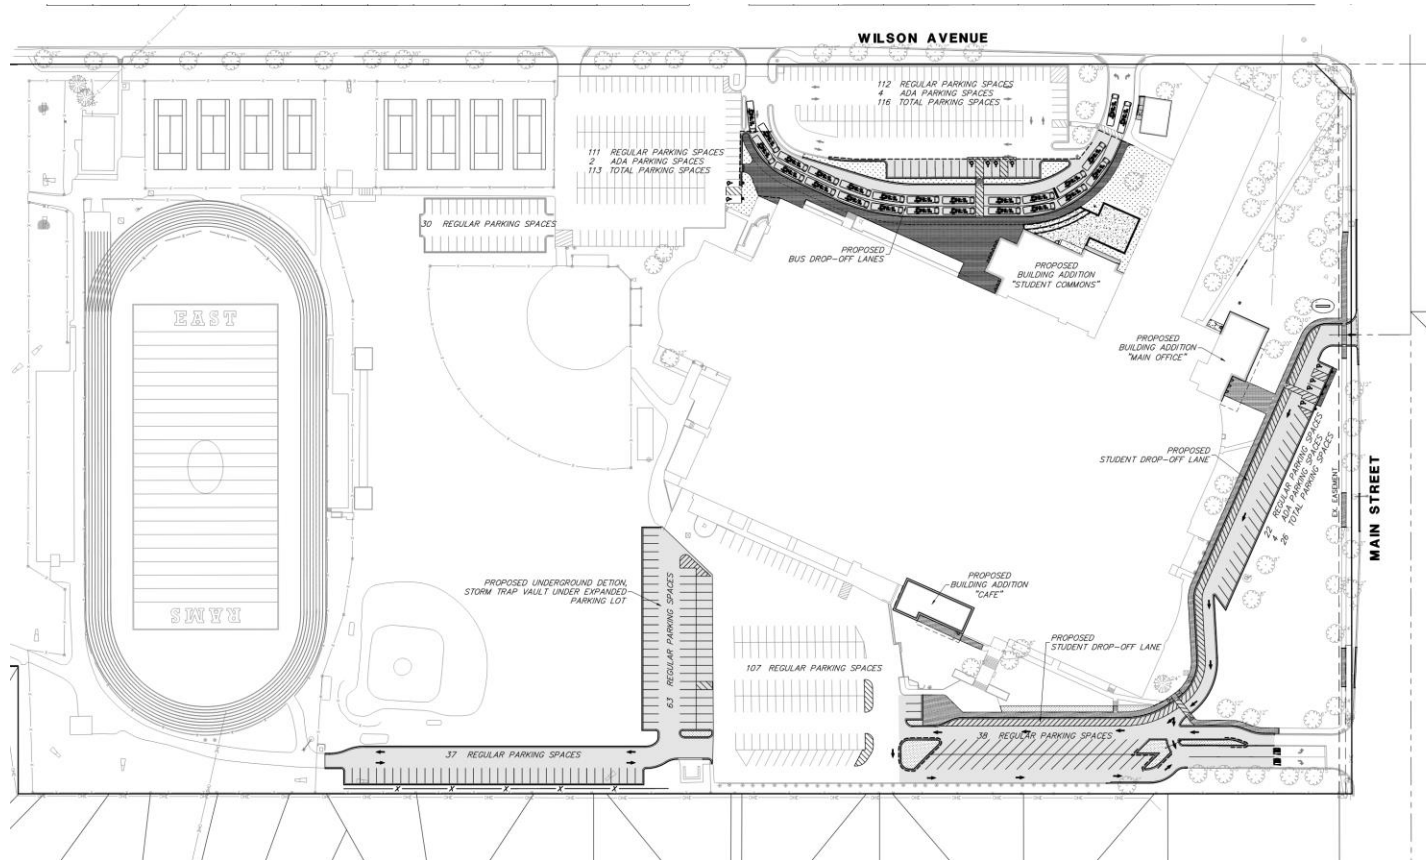 WILSON AVENUE
112 REGULAR PARKING SPACES
4 ADA PARKING SPACES
116 TOTAL PARKING SPACES
111 REGULAR PARKING SPACES
2 ADA PARKING SPACES
113 TOTAL PARKING SPACES
30 REGULAR PARKING SPACES
PROPOSED
BUS DROP-OFF LANES
PROPOSED
BUILDING ADDITION
"STUDENT COMMONS"
EAST
PROPOSED
BUILDING ADDITION
"MAIN OFFICE"
PROPOSED
STUDENT DROP-OFF LANE
22 REGULAR PARKING SPACES
4 ADA PARKING SPACES
26 TOTAL PARKING SPACES
EX. EASEMENT
MAIN STREET
PROPOSED UNDERGROUND DETION,
STORM TRAP VAULT UNDER EXPANDED
PARKING LOT
63 REGULAR PARKING SPACES
PROPOSED
BUILDING ADDITION
"CAFE"
RAMS
PROPOSED
STUDENT DROP-OFF LANE
107 REGULAR PARKING SPACES
38 REGULAR PARKING SPACES
37 REGULAR PARKING SPACES